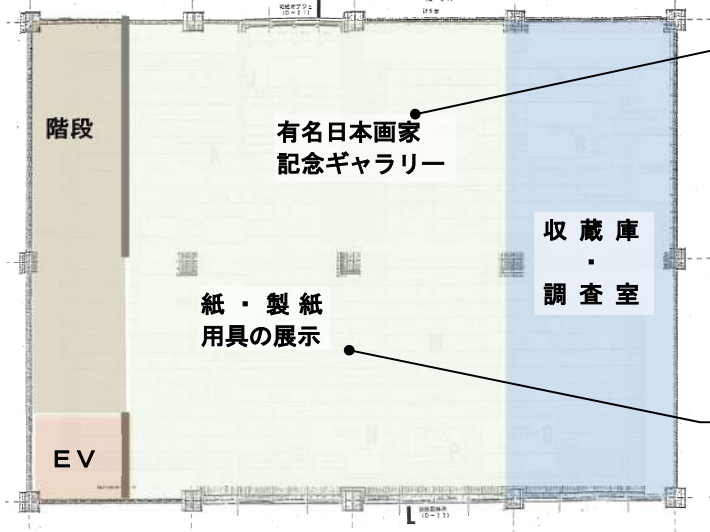 階段
有名日本画家
記念ギャラリー
収蔵庫
・
調査室
紙・製紙
用具の展示
EV